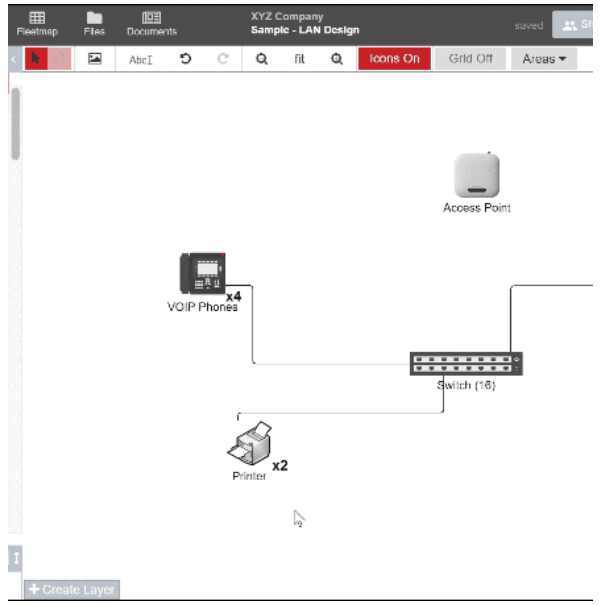 Fleetmap
Files
Documents
XYZ Company
Sample - LAN Design
saved
AbcI
fit
Icons On
Grid Off
Areas
Access Point
x4
VOIP Phones
Switch (16)
x2
Printer
+ Create Layer